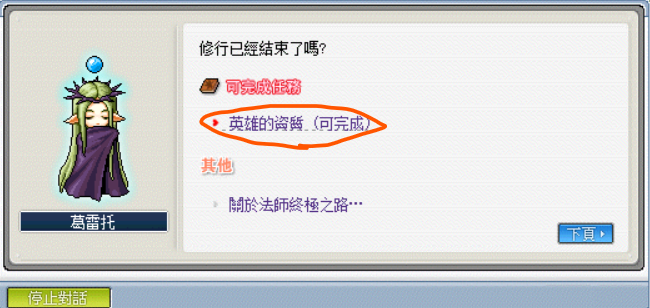 修行已經結束了嗎?
可完成任務
英雄的資質 (可完成)
其他
關於法師終極之路…
葛雷托
下頁
停止對話